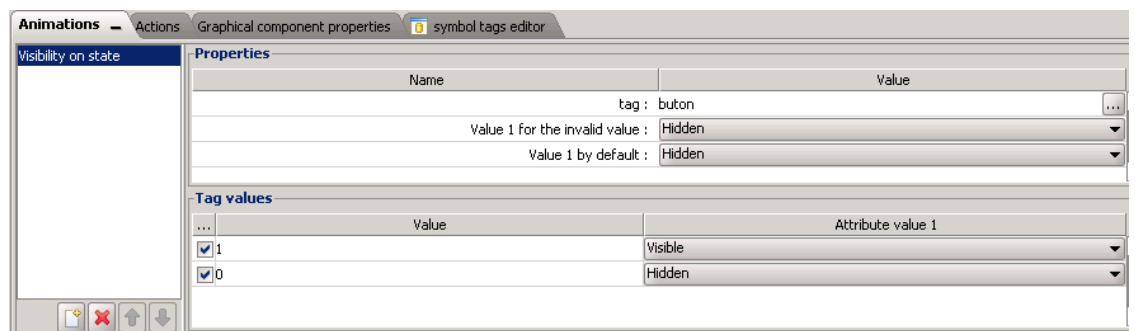 Animations Actions Graphical component properties symbol tags editor
Visibility on state
Properties
Name Value
tag : buton ...
Value 1 for the invalid value : Hidden
Value 1 by default : Hidden
Tag values
... Value Attribute value 1
1 Visible
0 Hidden